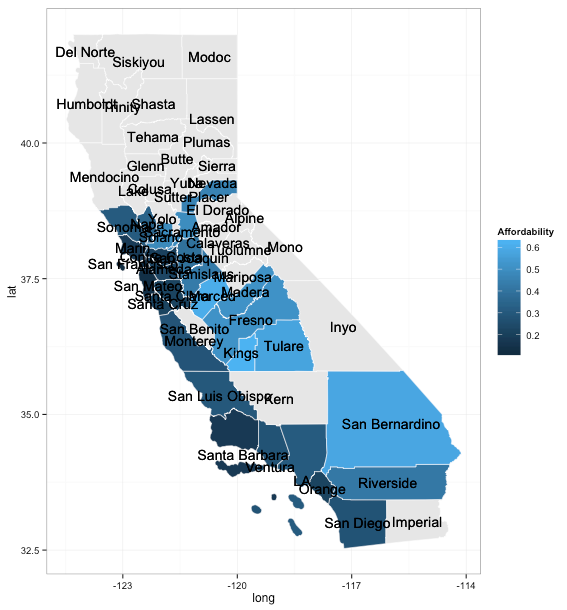 Del Norte
Siskiyou
Modoc
Humboldt
Trinity
Shasta
Lassen
Tehama
Plumas
Butte
Glenn
Sierra
Mendocino
Lake
Colusa
Yuba
Nevada
Sutter
Placer
El Dorado
Yolo
Napa
Sonoma
Sacramento
Amador
Alpine
Solano
Marin
Calaveras
Tuolumne
Mono
Contra Costa
San Francisco
San Joaquin
Alameda
Stanislaus
Mariposa
San Mateo
Santa Clara
Merced
Madera
Santa Cruz
Fresno
San Benito
Inyo
Monterey
Kings
Tulare
San Luis Obispo
Kern
San Bernardino
Santa Barbara
Ventura
LA
Orange
Riverside
San Diego
Imperial
40.0
37.5
35.0
32.5
lat
-123
-120
-117
-114
long
Affordability
0.6
0.5
0.4
0.3
0.2